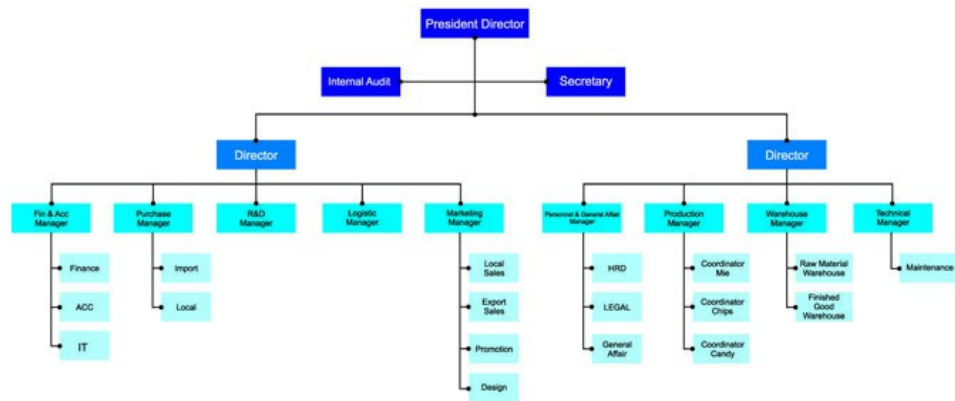 President Director
Internal Audit
Secretary
Director
Director
Fin & Acc
Manager
Purchase
Manager
R&D
Manager
Logistic
Manager
Marketing
Manager
Personnel & General Affair
Manager
Production
Manager
Warehouse
Manager
Technical
Manager
Finance
ACC
IT
Import
Local
Local
Sales
Export
Sales
Promotion
Design
HRD
LEGAL
General
Affair
Coordinator
Mie
Coordinator
Chips
Coordinator
Candy
Raw Material
Warehouse
Finished
Good
Warehouse
Maintenance